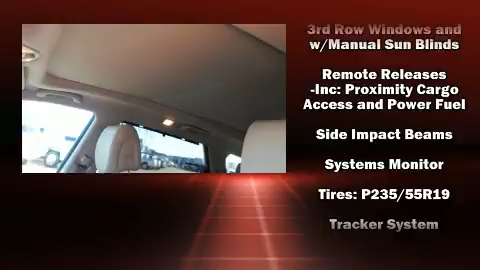 3rd Row Windows and
w/Manual Sun Blinds
Remote Releases
-Inc: Proximity Cargo
Access and Power Fuel
Side Impact Beams
Systems Monitor
Tires: P235/55R19
Tracker System